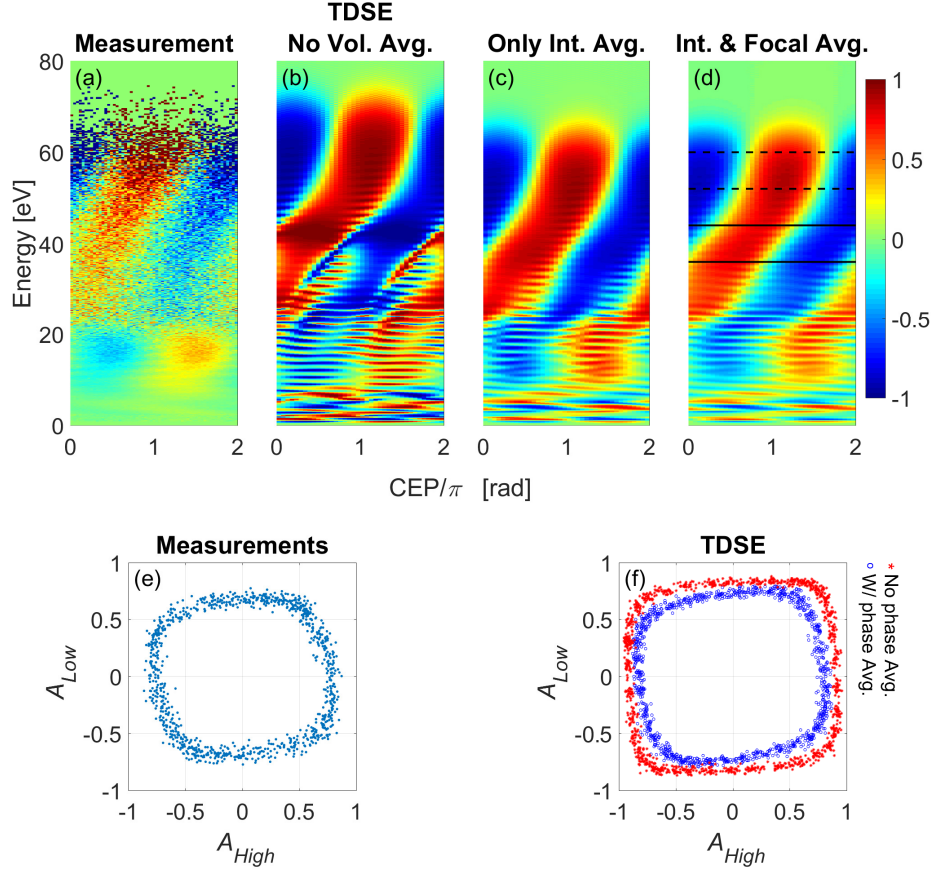 TDSE
Measurement
No Vol. Avg.
Only Int. Avg.
Int. & Focal Avg.
(a)
(b)
(c)
(d)
80
60
40
20
0
Energy [eV]
0 1 2
0 1 2
0 1 2
0 1 2
1
0.5
0
-0.5
-1
CEP/π [rad]
Measurements
(e)
1
0.5
0
-0.5
-1
A_Low
-1 -0.5 0 0.5 1
A_High
TDSE
(f)
1
0.5
0
-0.5
-1
A_Low
-1 -0.5 0 0.5 1
A_High
* No phase Avg.
o W/ phase Avg.